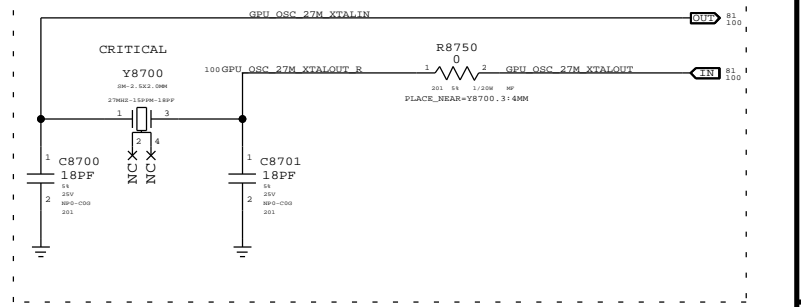 GPU_OSC_27M_XTALIN
OUT
81
100
CRITICAL
R8750
0
Y8700
100 GPU_OSC_27M_XTALOUT_R
1
2
GPU_OSC_27M_XTALOUT
IN
81
100
SM-2.5X2.0MM
201 5% 1/20W MF
27MHZ-15PPM-18PF
PLACE_NEAR=Y8700.3:4MM
1
3
2
4
1
C8700
18PF
5%
25V
NP0-C0G
201
2
NC
NC
1
C8701
18PF
5%
25V
NP0-C0G
201
2